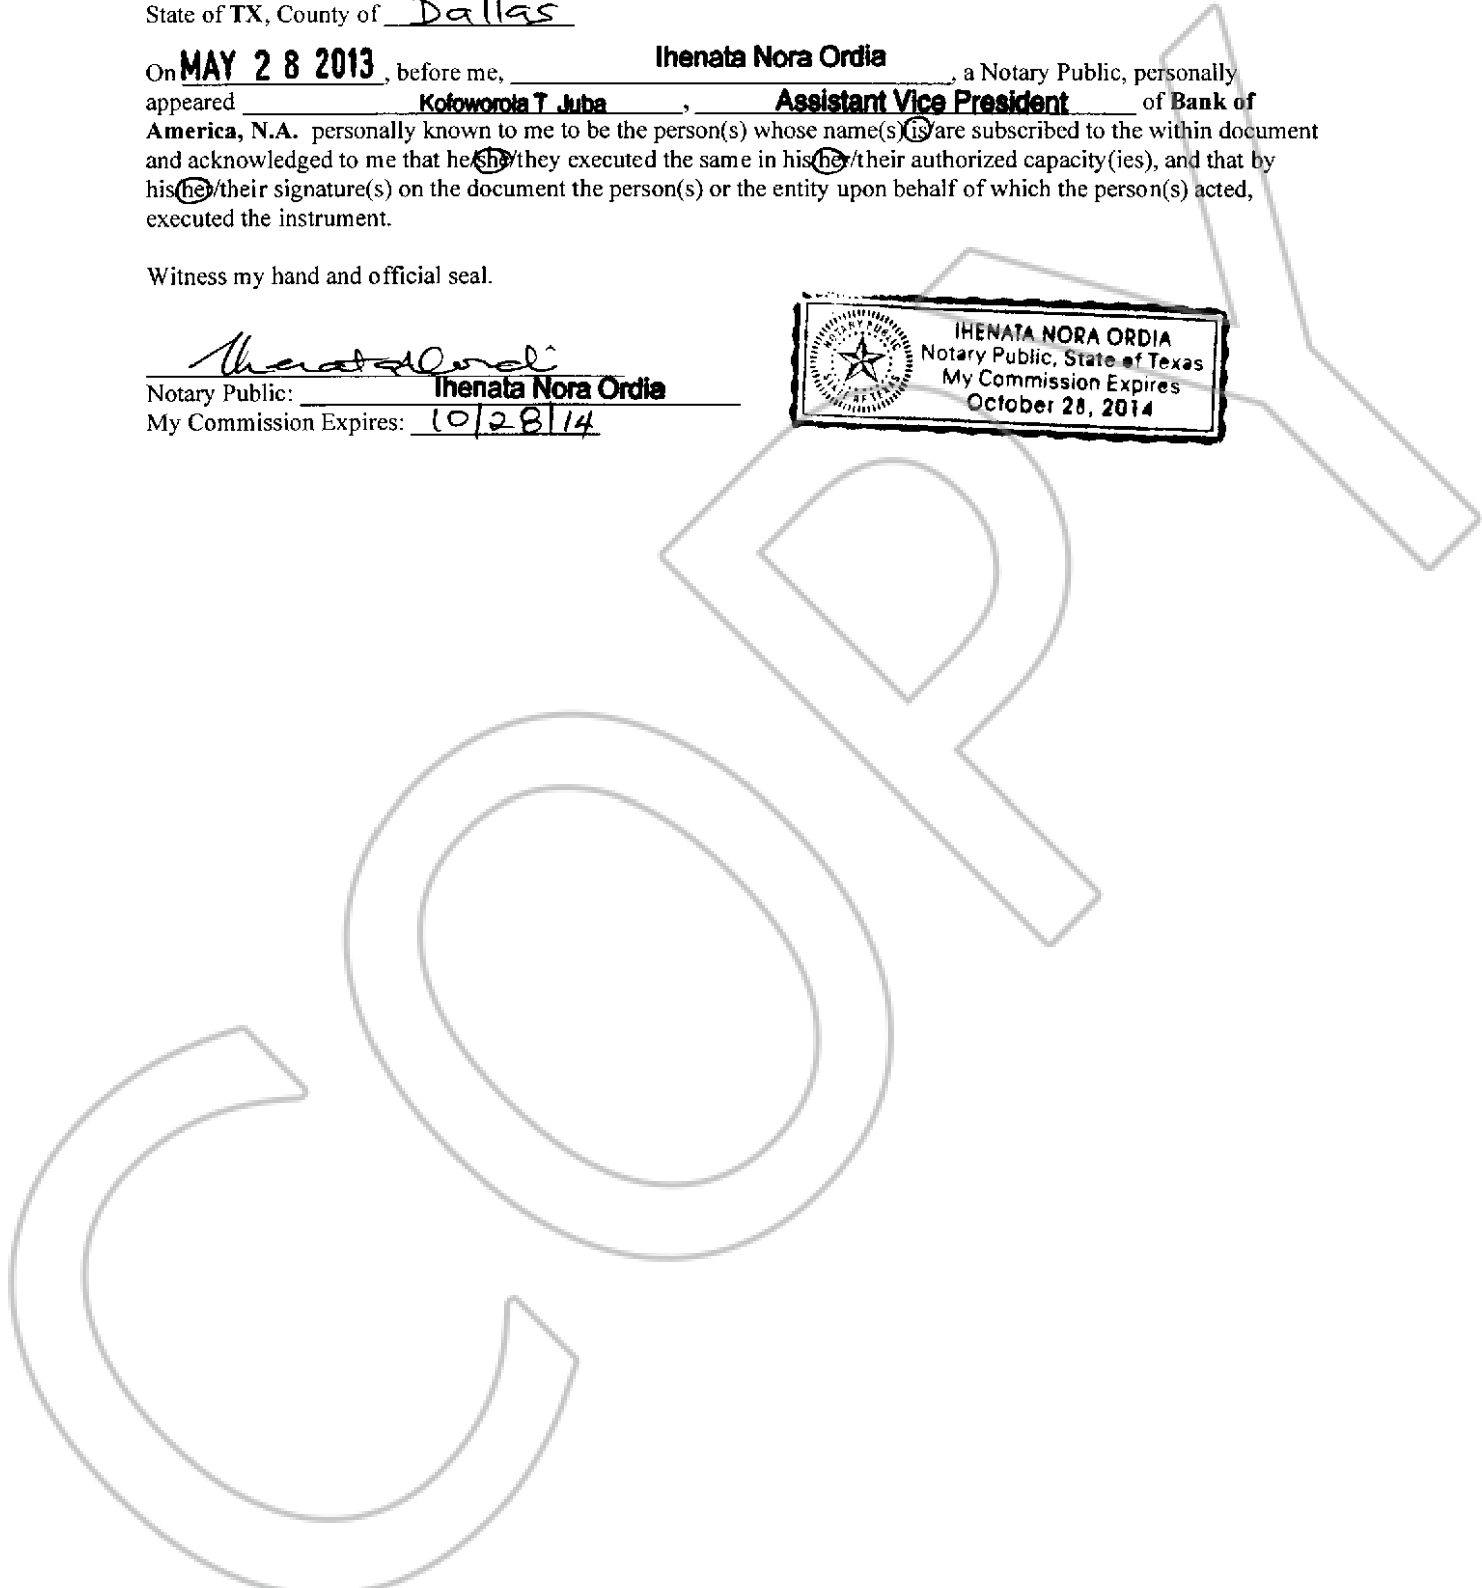 State of TX, County of Dallas
On MAY 28 2013, before me, Ihenata Nora Ordia, a Notary Public, personally
appeared Kofoworola T Juba, Assistant Vice President of Bank of
America, N.A. personally known to me to be the person(s) whose name(s) is/are subscribed to the within document
and acknowledged to me that he/she/they executed the same in his/her/their authorized capacity(ies), and that by
his/her/their signature(s) on the document the person(s) or the entity upon behalf of which the person(s) acted,
executed the instrument.
Witness my hand and official seal.
Notary Public: Ihenata Nora Ordia
My Commission Expires: 10/28/14
NOTARY PUBLIC
IHENATA NORA ORDIA
Notary Public, State of Texas
My Commission Expires
October 28, 2014
COPY